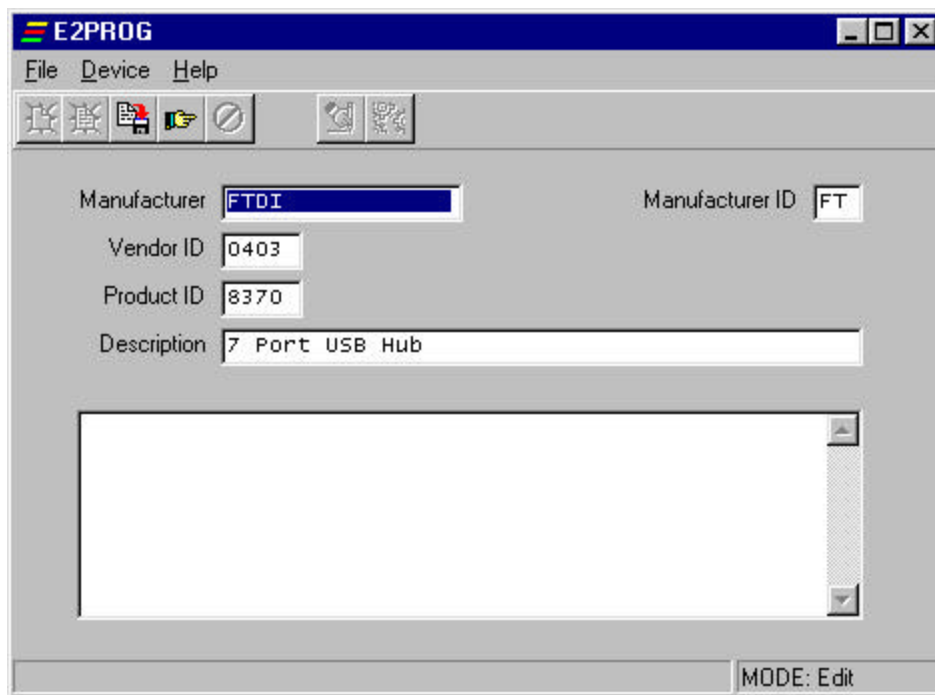 E2PROG
File Device Help
Manufacturer FTDI Manufacturer ID FT
Vendor ID 0403
Product ID 8370
Description 7 Port USB Hub
MODE: Edit